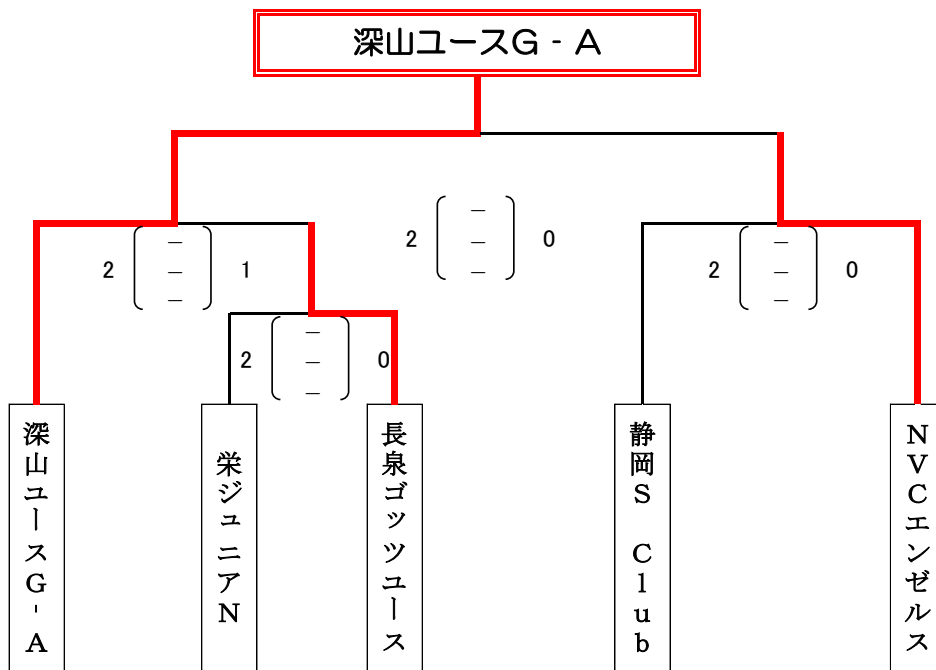 深山ユースG - A
2 － 0
－
－
2 － 1
－
－
2 － 0
－
－
2 － 0
－
－
深山ユースG-A
栄ジュニアN
長泉ゴッツユース
静岡S Club
NVCエンゼルス